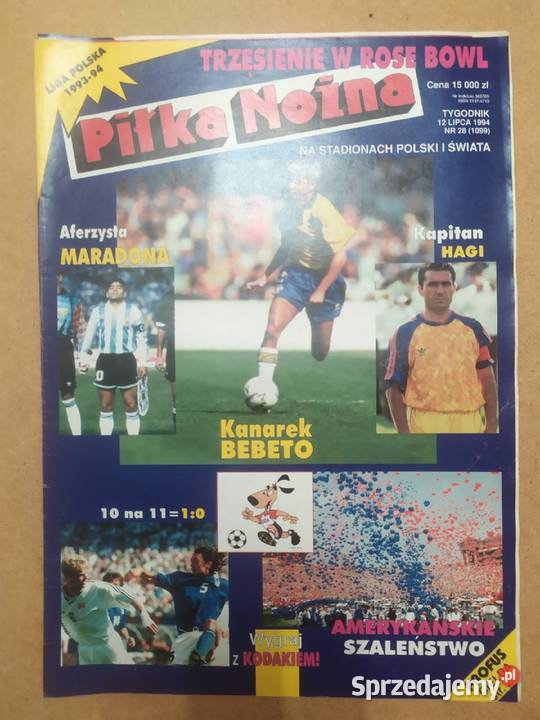 LIGA POLSKA
1993-94
TRZĘSIENIE W ROSE BOWL
Piłka Nożna
Cena 15 000 zł
TYGODNIK
12 LIPCA 1994
NR 28 (1099)
NA STADIONACH POLSKI I ŚWIATA
Aferzysta
MARADONA
Kapitan
HAGI
Kanarek
BEBETO
10 na 11=1:0
Wygraj
z KODAKIEM!
AMERYKAŃSKIE
SZALEŃSTWO
Sprzedajemy.pl